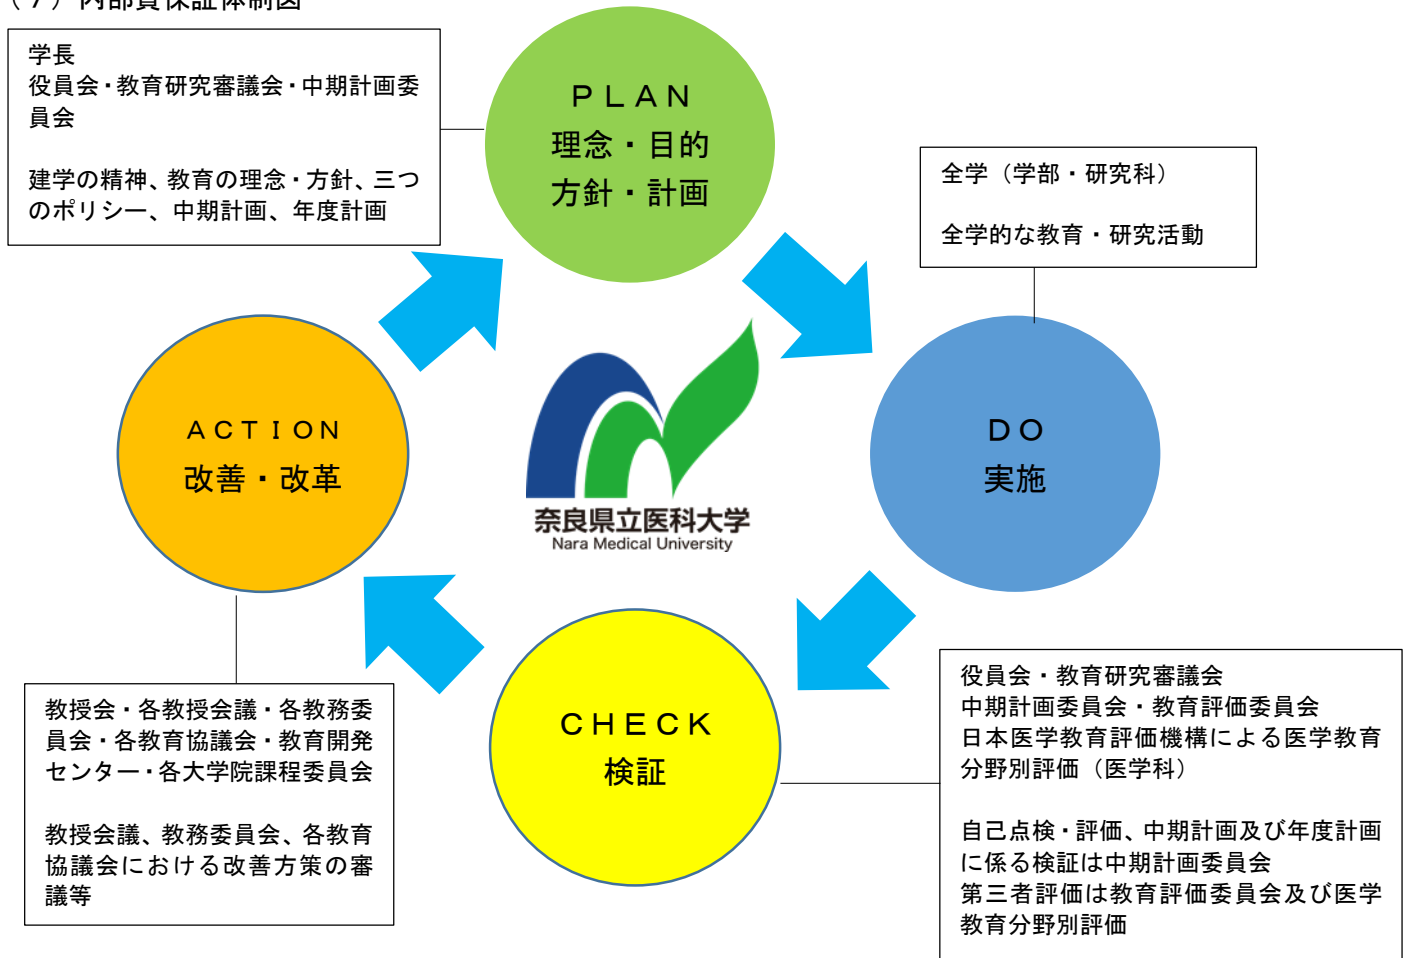 （７）内部質保証体制図
学長
役員会・教育研究審議会・中期計画委
員会
建学の精神、教育の理念・方針、三つ
のポリシー、中期計画、年度計画
ＰＬＡＮ
理念・目的
方針・計画
全学（学部・研究科）
全学的な教育・研究活動
ＤＯ
実施
ＡＣＴＩＯＮ
改善・改革
奈良県立医科大学
Nara Medical University
ＣＨＥＣＫ
検証
教授会・各教授会議・各教務委
員会・各教育協議会・教育開発
センター・各大学院課程委員会
教授会議、教務委員会、各教育
協議会における改善方策の審
議等
役員会・教育研究審議会
中期計画委員会・教育評価委員会
日本医学教育評価機構による医学教育
分野別評価（医学科）
自己点検・評価、中期計画及び年度計画
に係る検証は中期計画委員会
第三者評価は教育評価委員会及び医学
教育分野別評価